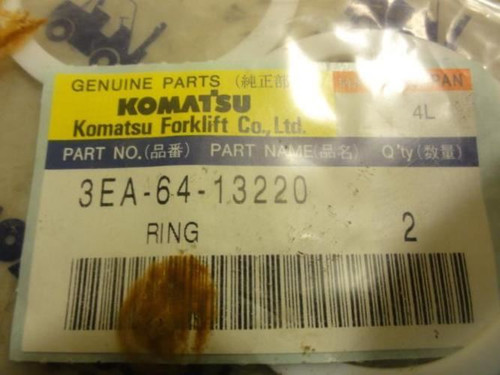 GENUINE PARTS (純正部
KOMATSU
4L
Komatsu Forklift Co., Ltd.
PART NO.(品番) PART NAME(品名) Q'ty (数量)
3EA-64-13220
RING 2